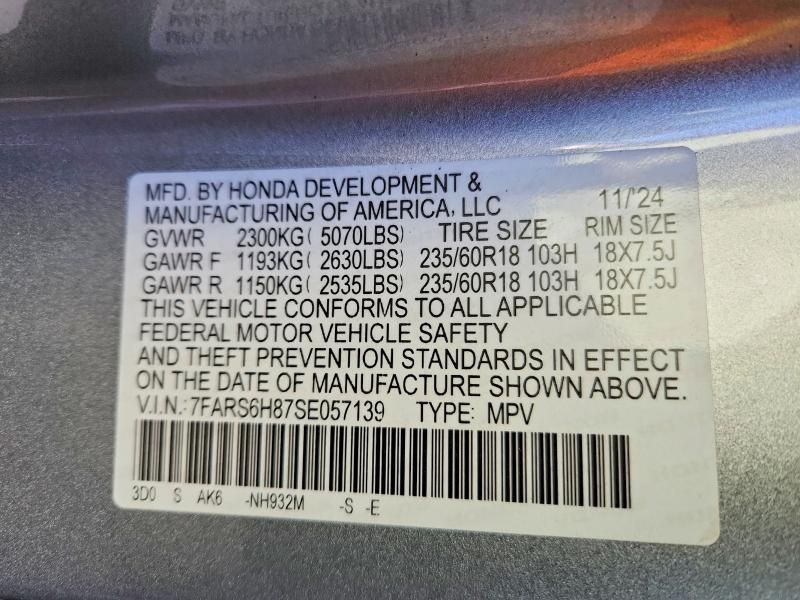 MFD. BY HONDA DEVELOPMENT &
MANUFACTURING OF AMERICA, LLC 11/'24
GVWR 2300KG( 5070LBS) TIRE SIZE RIM SIZE
GAWR F 1193KG( 2630LBS) 235/60R18 103H 18X7.5J
GAWR R 1150KG( 2535LBS) 235/60R18 103H 18X7.5J
THIS VEHICLE CONFORMS TO ALL APPLICABLE
FEDERAL MOTOR VEHICLE SAFETY
AND THEFT PREVENTION STANDARDS IN EFFECT
ON THE DATE OF MANUFACTURE SHOWN ABOVE.
V.I.N.:7FARS6H87SE057139 TYPE: MPV
3D0 S AK6 -NH932M -S -E